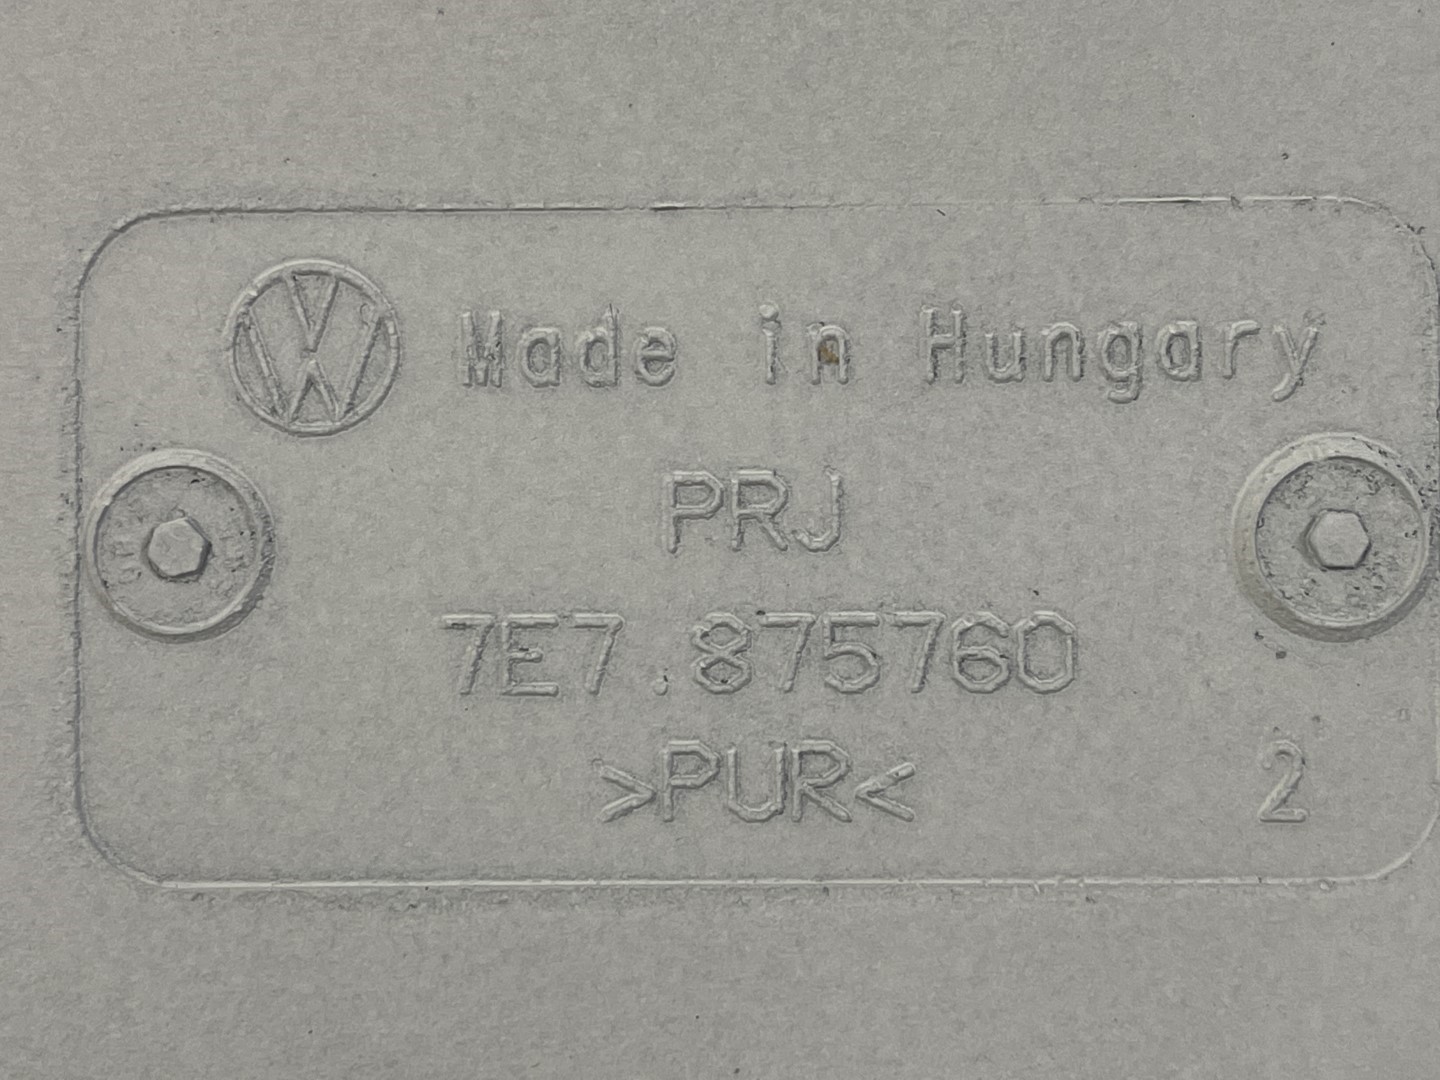 Made in Hungary
PRJ
7E7.875760
>PUR<
2